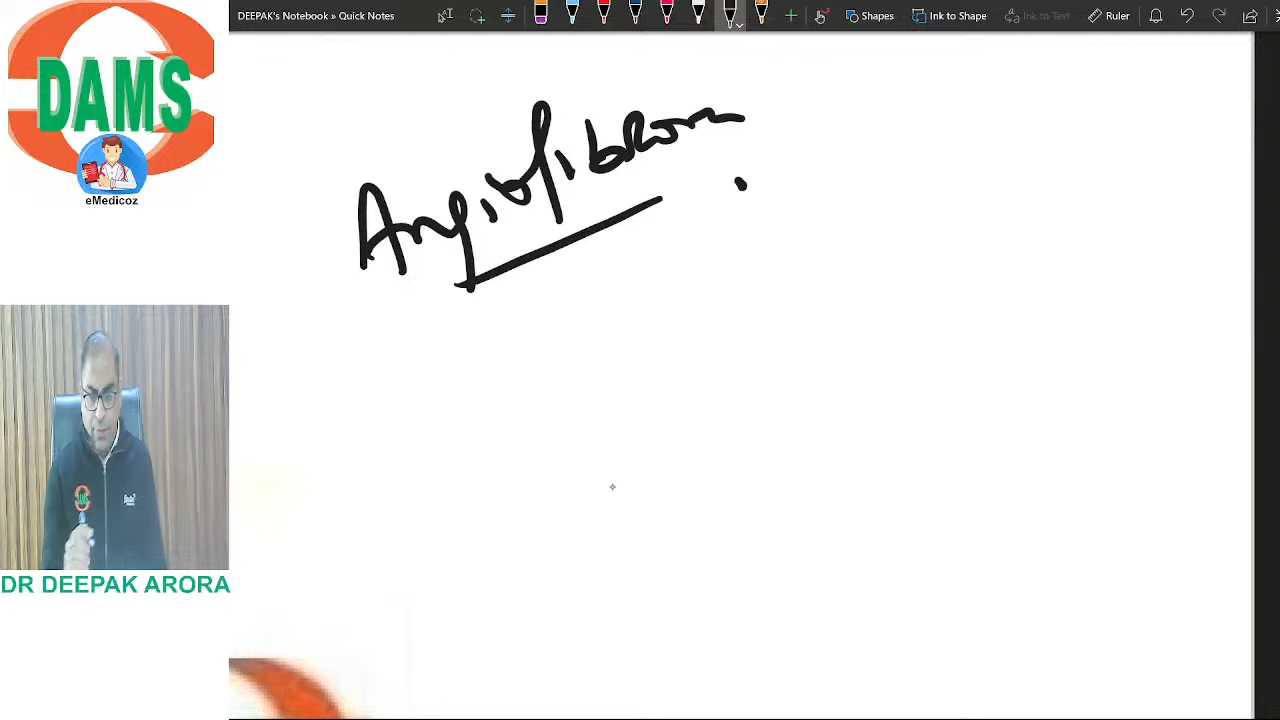 DEEPAK's Notebook » Quick Notes
Shapes
Ink to Shape
Ink to Text
Ruler
DAMS
eMedicoz
Angiofibroma
DR DEEPAK ARORA